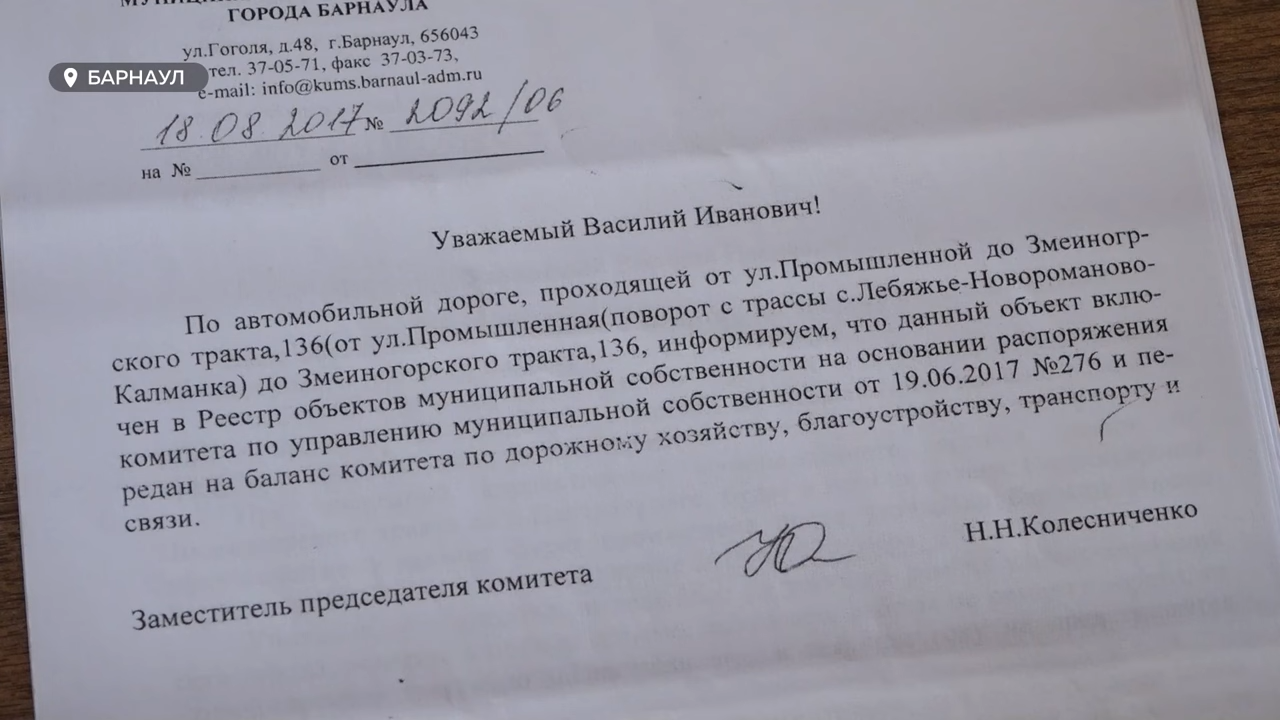 ГОРОДА БАРНАУЛА
ул.Гоголя, д.48, г.Барнаул, 656043
тел. 37-05-71, факс 37-03-73,
e-mail: info@kums.barnaul-adm.ru
БАРНАУЛ
18.08.2017 № 2092/06
на № ____________ от ____________
Уважаемый Василий Иванович!
По автомобильной дороге, проходящей от ул.Промышленной до Змеиногр-
ского тракта,136(от ул.Промышленная(поворот с трассы с.Лебяжье-Новороманово-
Калманка) до Змеиногорского тракта,136, информируем, что данный объект вклю-
чен в Реестр объектов муниципальной собственности на основании распоряжения
комитета по управлению муниципальной собственности от 19.06.2017 №276 и пе-
редан на баланс комитета по дорожному хозяйству, благоустройству, транспорту и
связи.
Заместитель председателя комитета
Н.Н.Колесниченко